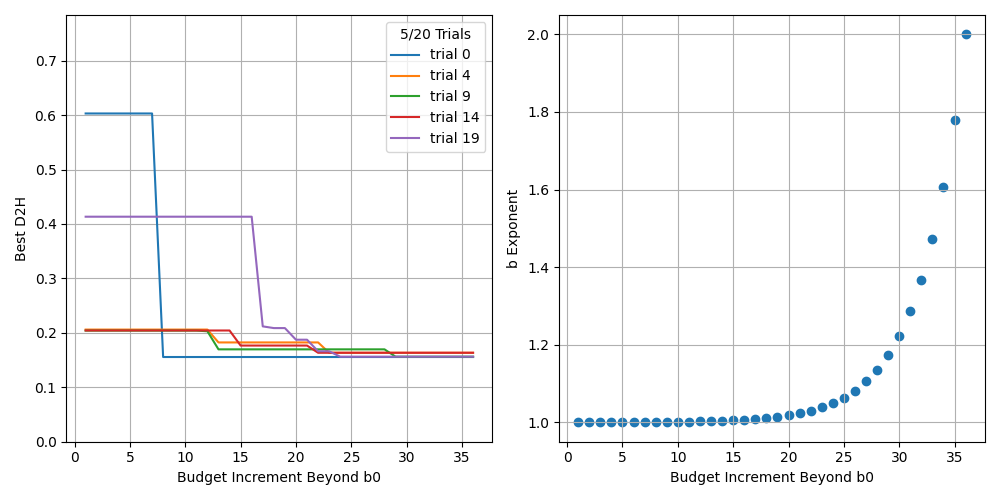 5/20 Trials
trial 0
trial 4
trial 9
trial 14
trial 19
0.7
0.6
0.5
0.4
0.3
0.2
0.1
0.0
Best D2H
0 5 10 15 20 25 30 35
Budget Increment Beyond b0
2.0
1.8
1.6
1.4
1.2
1.0
b Exponent
0 5 10 15 20 25 30 35
Budget Increment Beyond b0